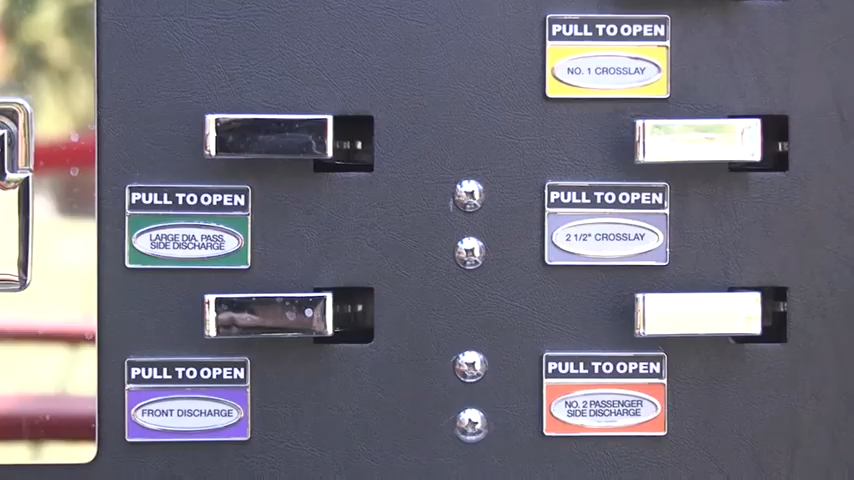 PULL TO OPEN
NO. 1 CROSSLAY
PULL TO OPEN
LARGE DIA. PASS.
SIDE DISCHARGE
PULL TO OPEN
2 1/2" CROSSLAY
PULL TO OPEN
FRONT DISCHARGE
PULL TO OPEN
NO. 2 PASSENGER
SIDE DISCHARGE